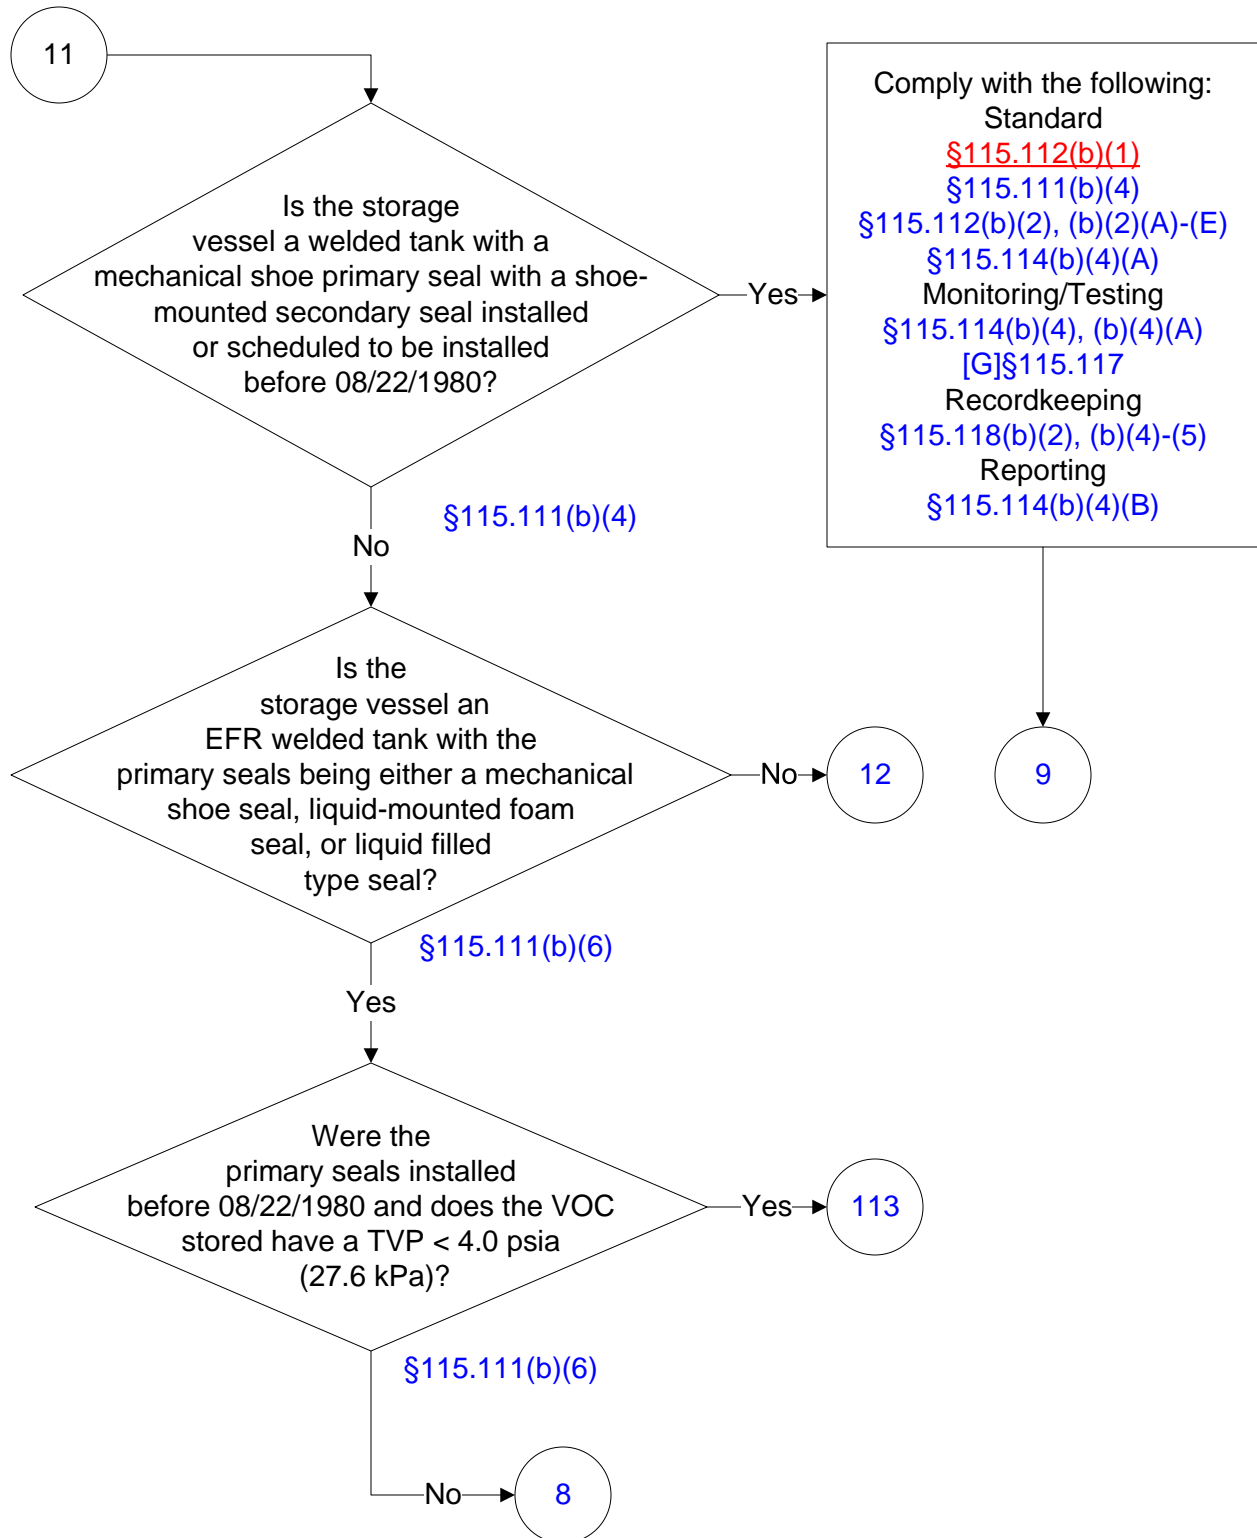 11
Is the storage
vessel a welded tank with a
mechanical shoe primary seal with a shoe-
mounted secondary seal installed
or scheduled to be installed
before 08/22/1980?
Yes
Comply with the following:
Standard
§115.112(b)(1)
§115.111(b)(4)
§115.112(b)(2), (b)(2)(A)-(E)
§115.114(b)(4)(A)
Monitoring/Testing
§115.114(b)(4), (b)(4)(A)
[G]§115.117
Recordkeeping
§115.118(b)(2), (b)(4)-(5)
Reporting
§115.114(b)(4)(B)
§115.111(b)(4)
No
Is the
storage vessel an
EFR welded tank with the
primary seals being either a mechanical
shoe seal, liquid-mounted foam
seal, or liquid filled
type seal?
No
12
9
§115.111(b)(6)
Yes
Were the
primary seals installed
before 08/22/1980 and does the VOC
stored have a TVP < 4.0 psia
(27.6 kPa)?
Yes
113
§115.111(b)(6)
No
8